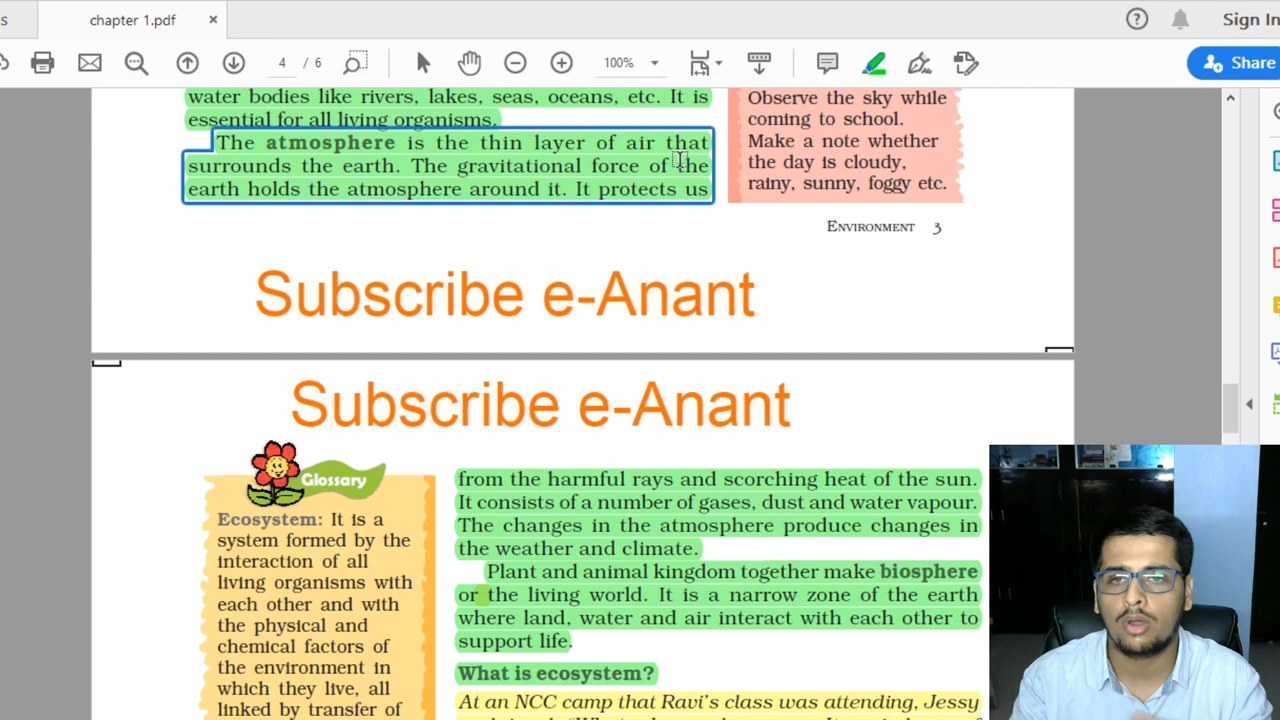 s
chapter 1.pdf
×
?
Sign In
4 / 6
100%
Share
water bodies like rivers, lakes, seas, oceans, etc. It is
essential for all living organisms.
The atmosphere is the thin layer of air that
surrounds the earth. The gravitational force of the
earth holds the atmosphere around it. It protects us
Observe the sky while
coming to school.
Make a note whether
the day is cloudy,
rainy, sunny, foggy etc.
Environment 3
Subscribe e-Anant
Subscribe e-Anant
Glossary
Ecosystem: It is a
system formed by the
interaction of all
living organisms with
each other and with
the physical and
chemical factors of
the environment in
which they live, all
linked by transfer of
from the harmful rays and scorching heat of the sun.
It consists of a number of gases, dust and water vapour.
The changes in the atmosphere produce changes in
the weather and climate.
Plant and animal kingdom together make biosphere
or the living world. It is a narrow zone of the earth
where land, water and air interact with each other to
support life.
What is ecosystem?
At an NCC camp that Ravi's class was attending, Jessy